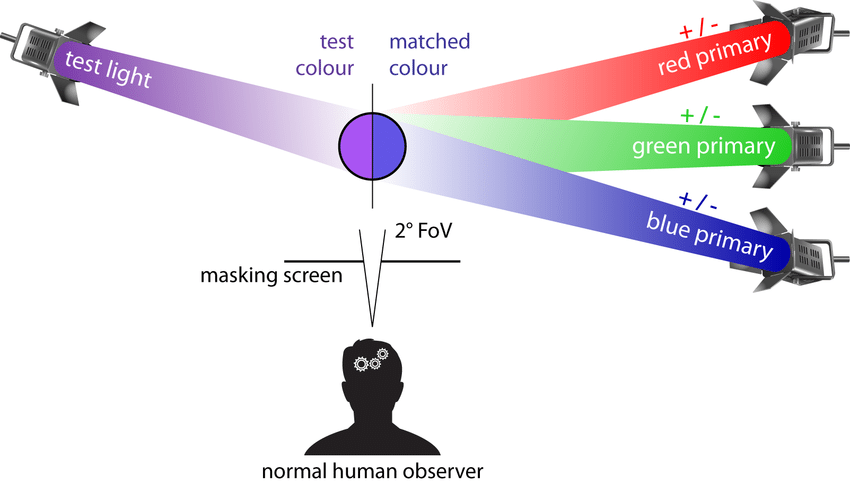 test
colour
matched
colour
test light
+ / -
red primary
+ / -
green primary
+ / -
blue primary
2° FoV
masking screen
normal human observer